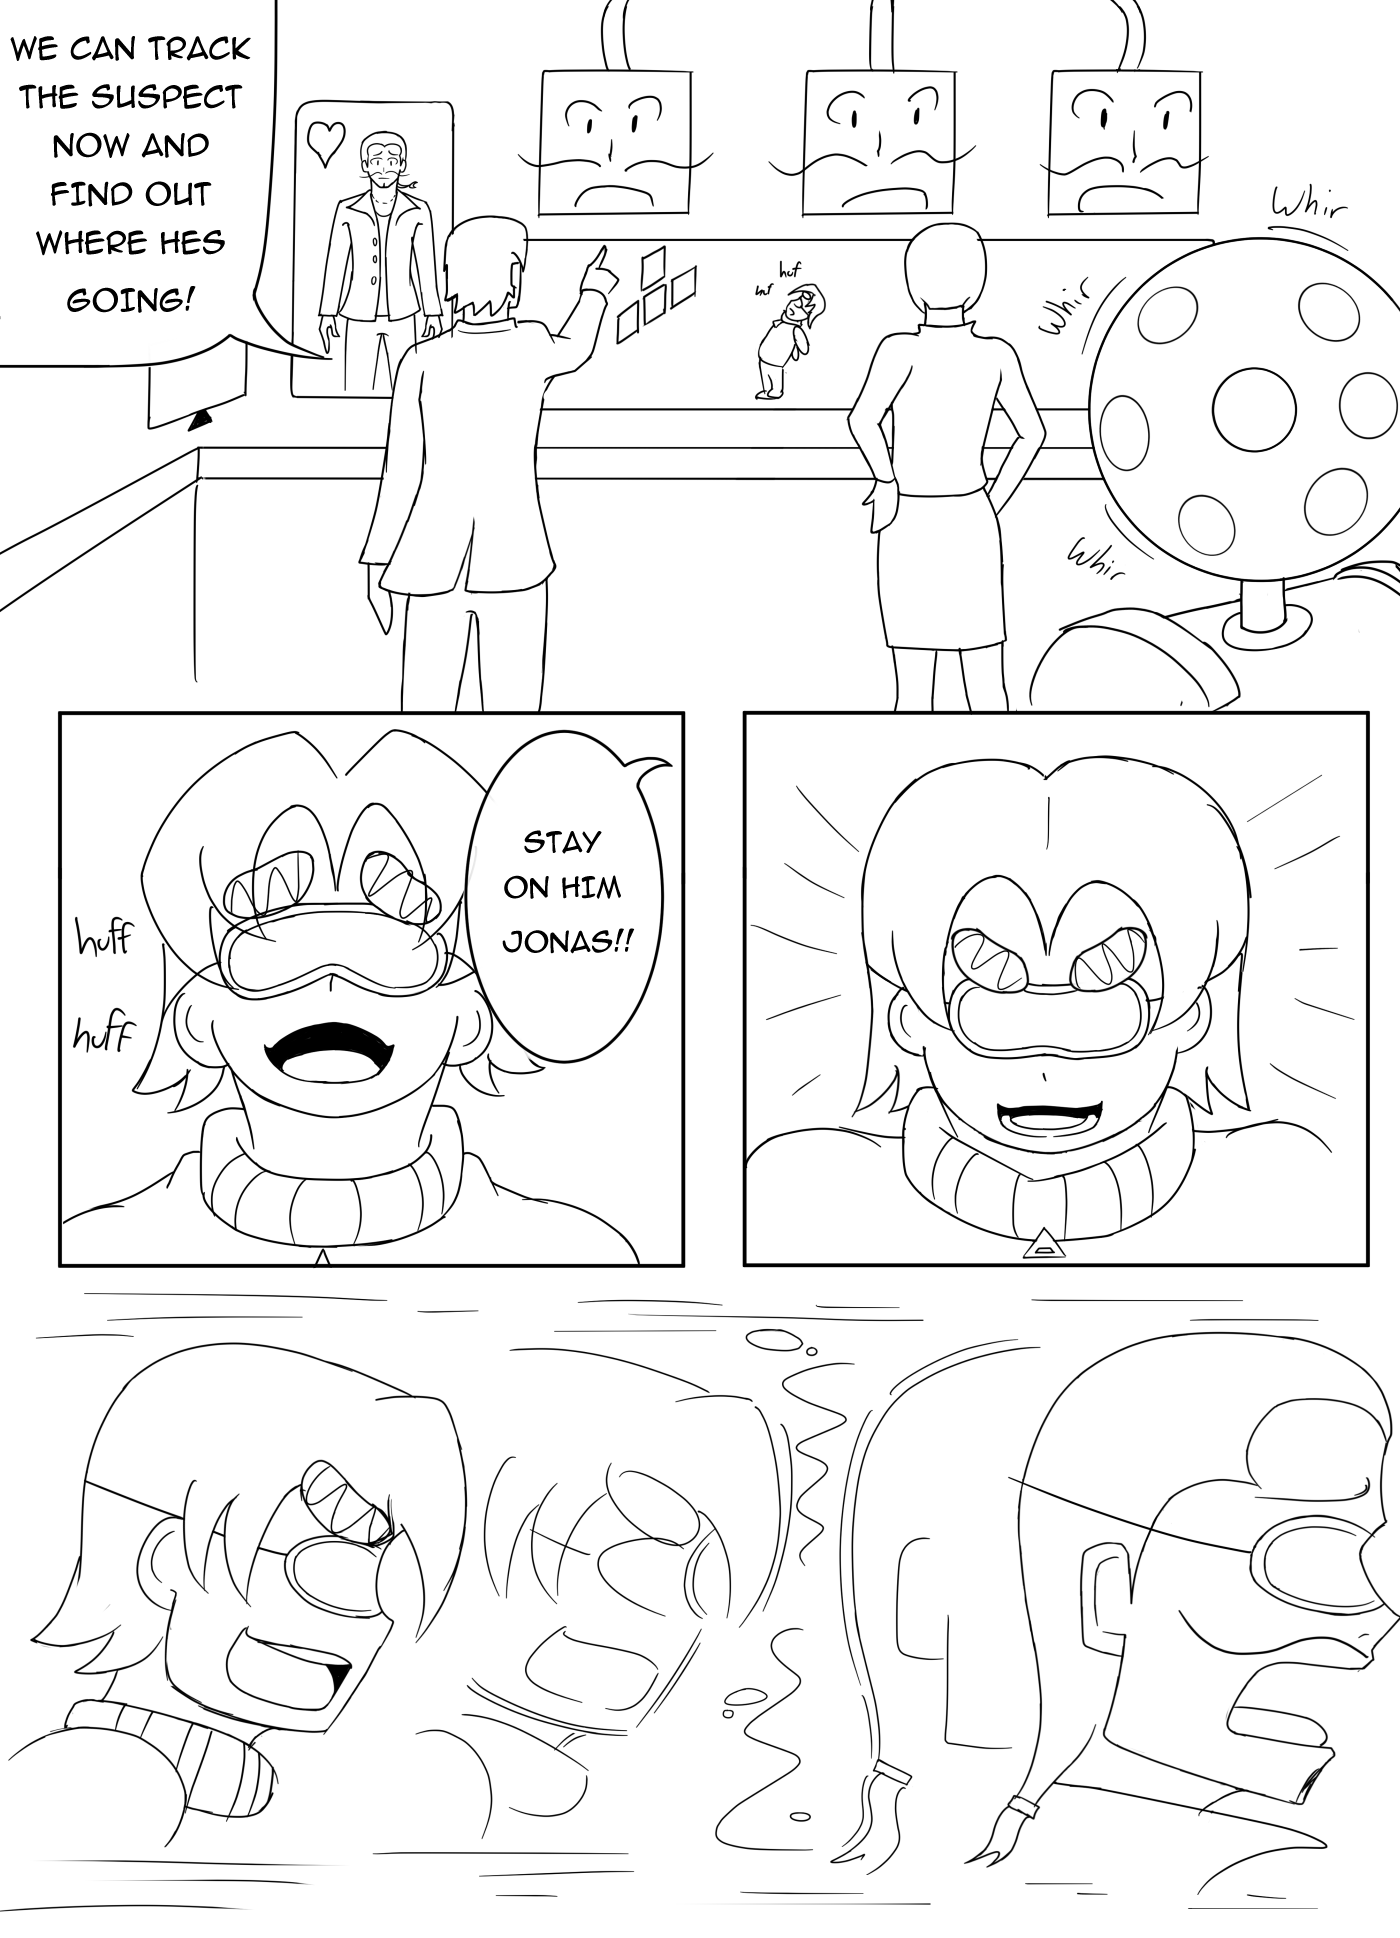 WE CAN TRACK
THE SUSPECT
NOW AND
FIND OUT
WHERE HES
GOING!
huf
huf
Whir
Whir
Whir
huff
huff
STAY
ON HIM
JONAS!!